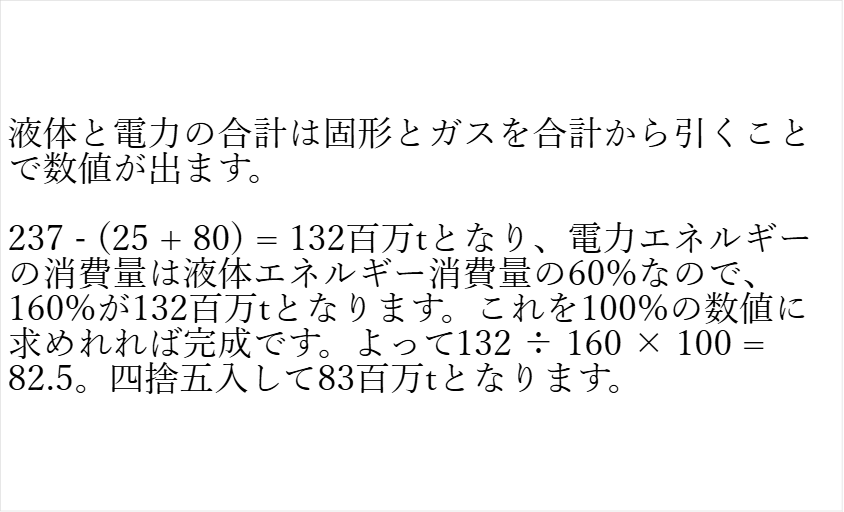 液体と電力の合計は固形とガスを合計から引くこと
で数値が出ます。
237 - (25 + 80) = 132百万tとなり、電力エネルギー
の消費量は液体エネルギー消費量の60%なので、
160%が132百万tとなります。これを100%の数値に
求めれれば完成です。よって132 ÷ 160 × 100 =
82.5。四捨五入して83百万tとなります。